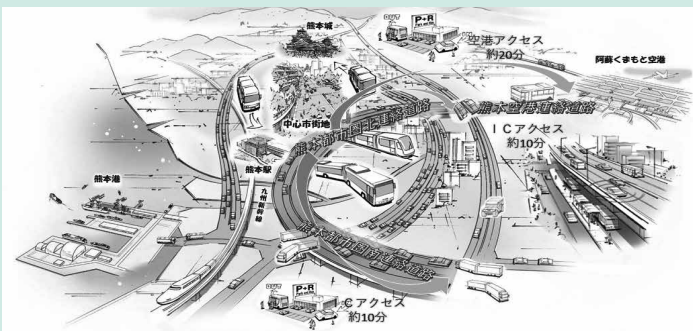 熊本城
OUT
P+R
空港アクセス
約20分
阿蘇くまもと空港
中心市街地
熊本都市圏北連絡道路
熊本空港連絡道路
ICアクセス
約10分
熊本駅
熊本港
九州新幹線
熊本都市圏南連絡道路
OUT
P+R
ICアクセス
約10分